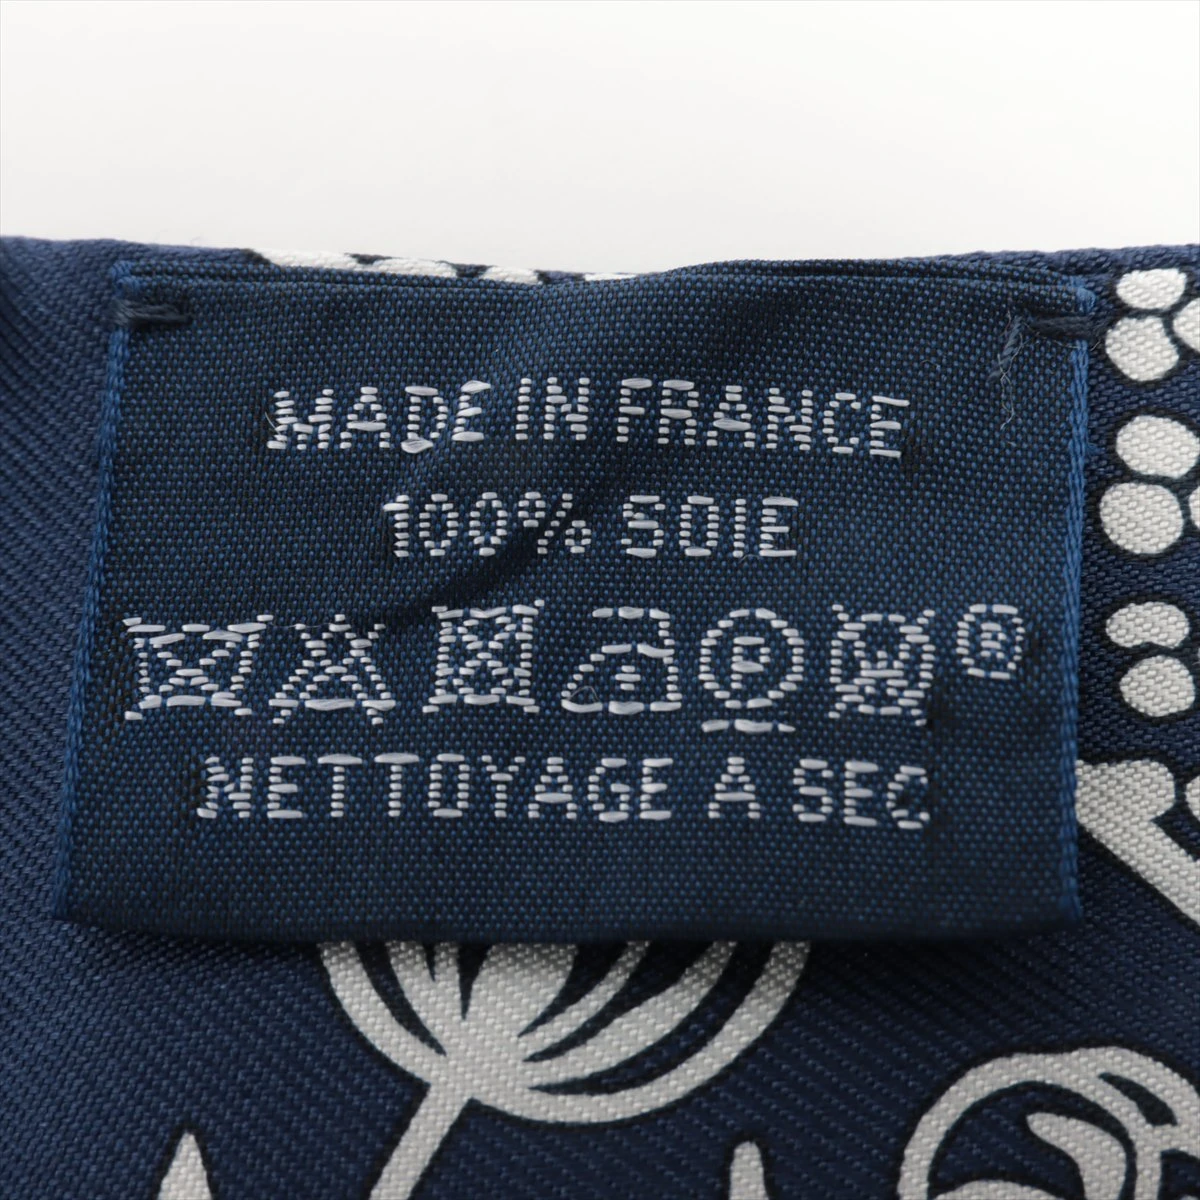 MADE IN FRANCE
100% SOIE
P ®
NETTOYAGE A SEC